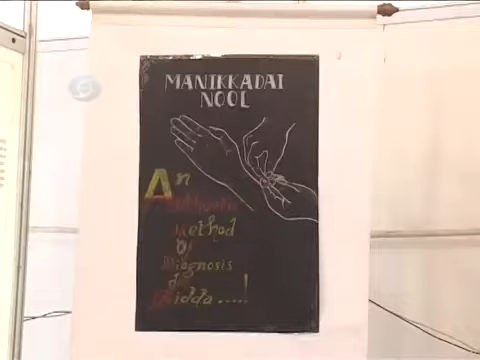 MANIKKADAI
NOOL
An
Authentic
Method
Of
Diagnosis
Of
Sidda....!